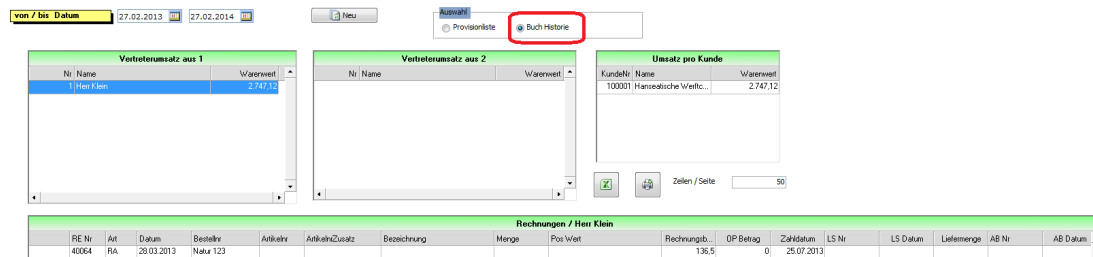 von / bis Datum 27.02.2013 27.02.2014 Neu
Auswahl
Provisionliste Buch Historie
Vertreterumsatz aus 1
Nr Name Warenwert
1 Herr Klein 2.747,12
Vertreterumsatz aus 2
Nr Name Warenwert
Umsatz pro Kunde
KundeNr Name Warenwert
100001 Hanseatische Werftc... 2.747,12
Zeilen / Seite 50
Rechnungen / Herr Klein
RE Nr Art Datum Bestellnr Artikelnr ArtikelnrZusatz Bezeichnung Menge Pos Wert Rechnungsb... OP Betrag Zahldatum LS Nr LS Datum Liefermenge AB Nr AB Datum
40064 RA 28.03.2013 Natur 123 136,5 0 25.07.2013